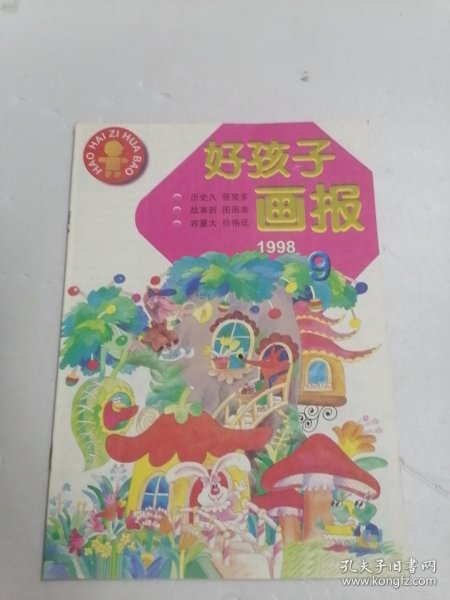 HAO HAI ZI HUA BAO
好孩子
画报
历史久 获奖多
故事新 图画美
容量大 价格低
1998
9
孔夫子旧书网
www.kongfz.com